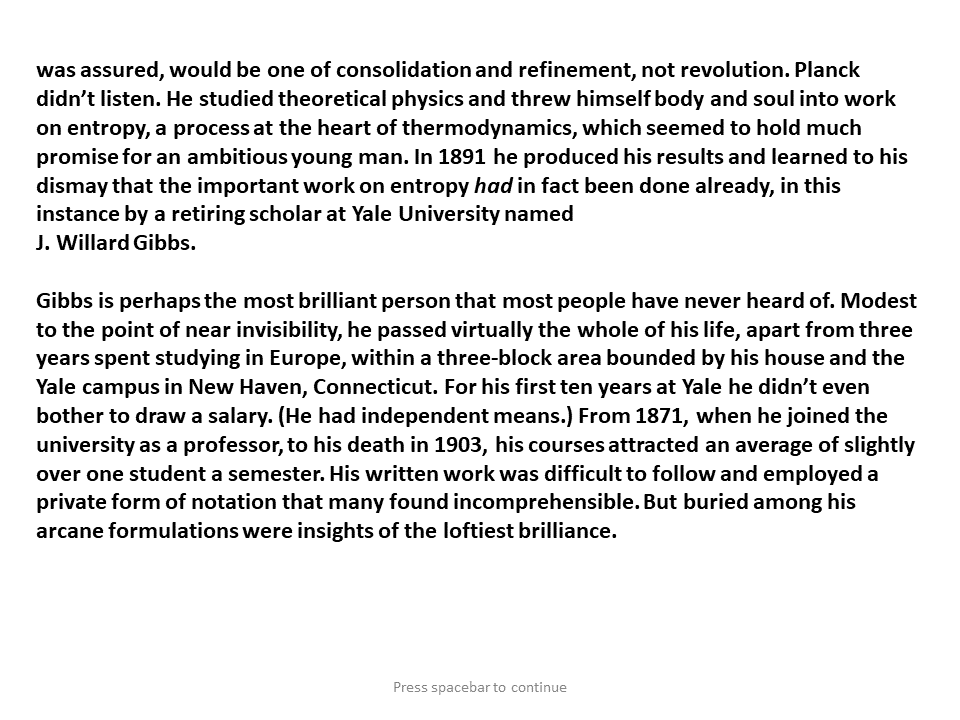 was assured, would be one of consolidation and refinement, not revolution. Planck
didn’t listen. He studied theoretical physics and threw himself body and soul into work
on entropy, a process at the heart of thermodynamics, which seemed to hold much
promise for an ambitious young man. In 1891 he produced his results and learned to his
dismay that the important work on entropy had in fact been done already, in this
instance by a retiring scholar at Yale University named
J. Willard Gibbs.
Gibbs is perhaps the most brilliant person that most people have never heard of. Modest
to the point of near invisibility, he passed virtually the whole of his life, apart from three
years spent studying in Europe, within a three-block area bounded by his house and the
Yale campus in New Haven, Connecticut. For his first ten years at Yale he didn’t even
bother to draw a salary. (He had independent means.) From 1871, when he joined the
university as a professor, to his death in 1903, his courses attracted an average of slightly
over one student a semester. His written work was difficult to follow and employed a
private form of notation that many found incomprehensible. But buried among his
arcane formulations were insights of the loftiest brilliance.
Press spacebar to continue